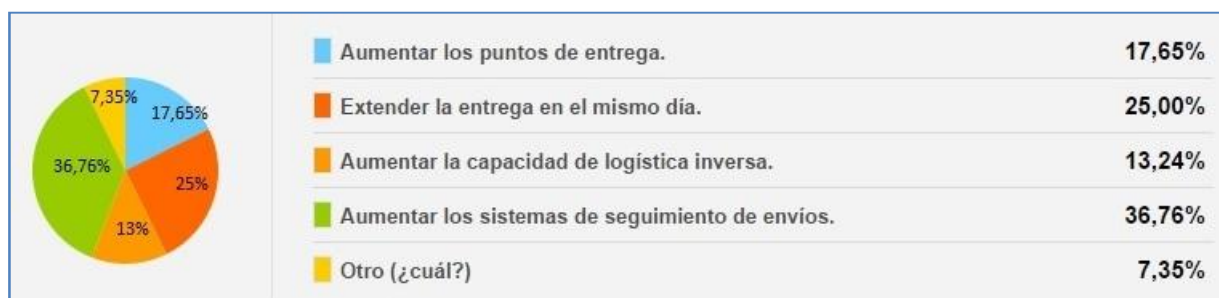 7,35%
17,65%
36,76%
25%
13%
Aumentar los puntos de entrega. 17,65%
Extender la entrega en el mismo día. 25,00%
Aumentar la capacidad de logística inversa. 13,24%
Aumentar los sistemas de seguimiento de envíos. 36,76%
Otro (¿cuál?) 7,35%